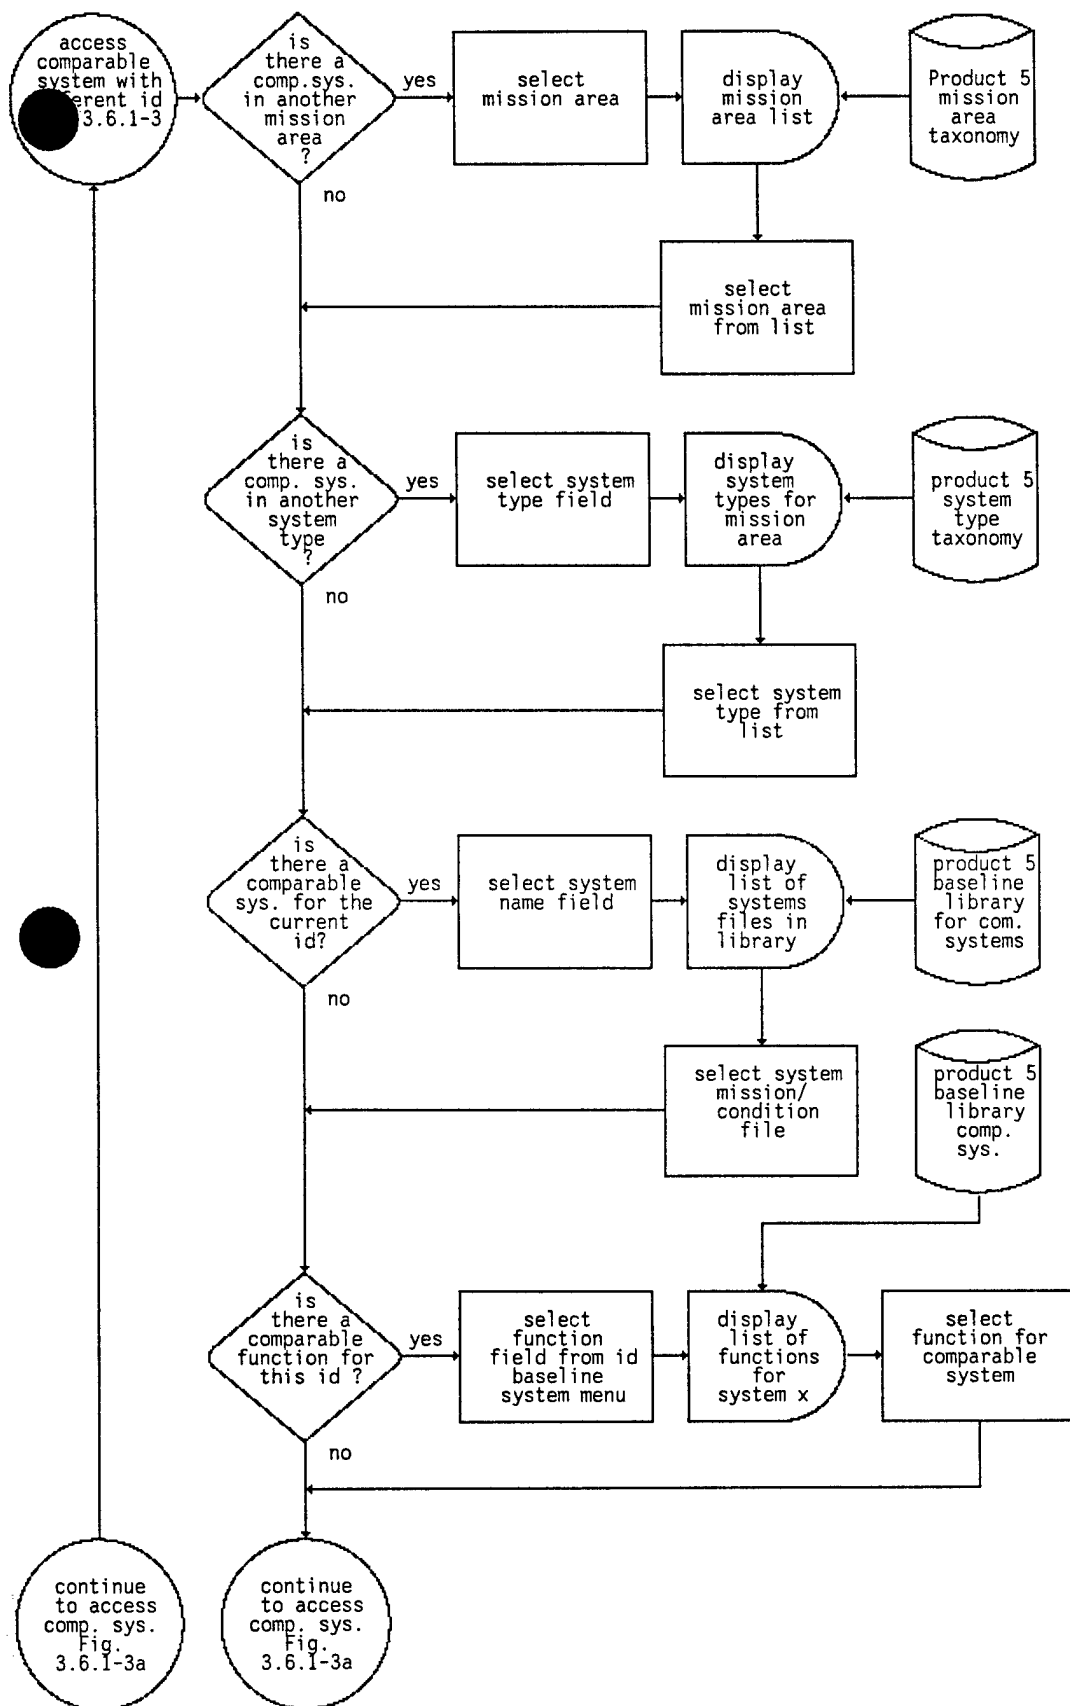 access
comparable
system with
3.6.1-3
is
there a
comp.sys.
in another
mission
area
?
yes
no
select
mission area
display
mission
area list
Product 5
mission
area
taxonomy
select
mission area
from list
is
there a
comp. sys.
in another
system
type
?
yes
no
select system
type field
display
system
types for
mission
area
product 5
system
type
taxonomy
select system
type from
list
is
there a
comparable
sys. for the
current
id?
yes
no
select system
name field
display
list of
systems
files in
library
product 5
baseline
library
for com.
systems
select system
mission/
condition
file
product 5
baseline
library
comp.
sys.
is
there a
comparable
function for
this id ?
yes
no
select
function
field from id
baseline
system menu
display
list of
functions
for
system x
select
function for
comparable
system
continue
to access
comp. sys.
Fig.
3.6.1-3a
continue
to access
comp. sys.
Fig.
3.6.1-3a